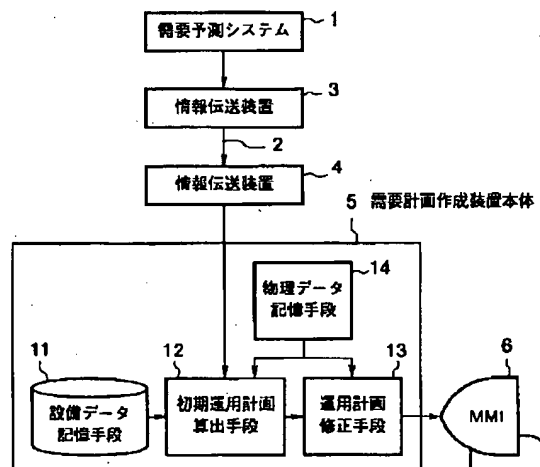 需要予測システム
1
情報伝送装置
3
2
情報伝送装置
4
5 需要計画作成装置本体
物理データ
記憶手段
14
11
設備データ
記憶手段
12
初期運用計画
算出手段
13
運用計画
修正手段
6
MMI